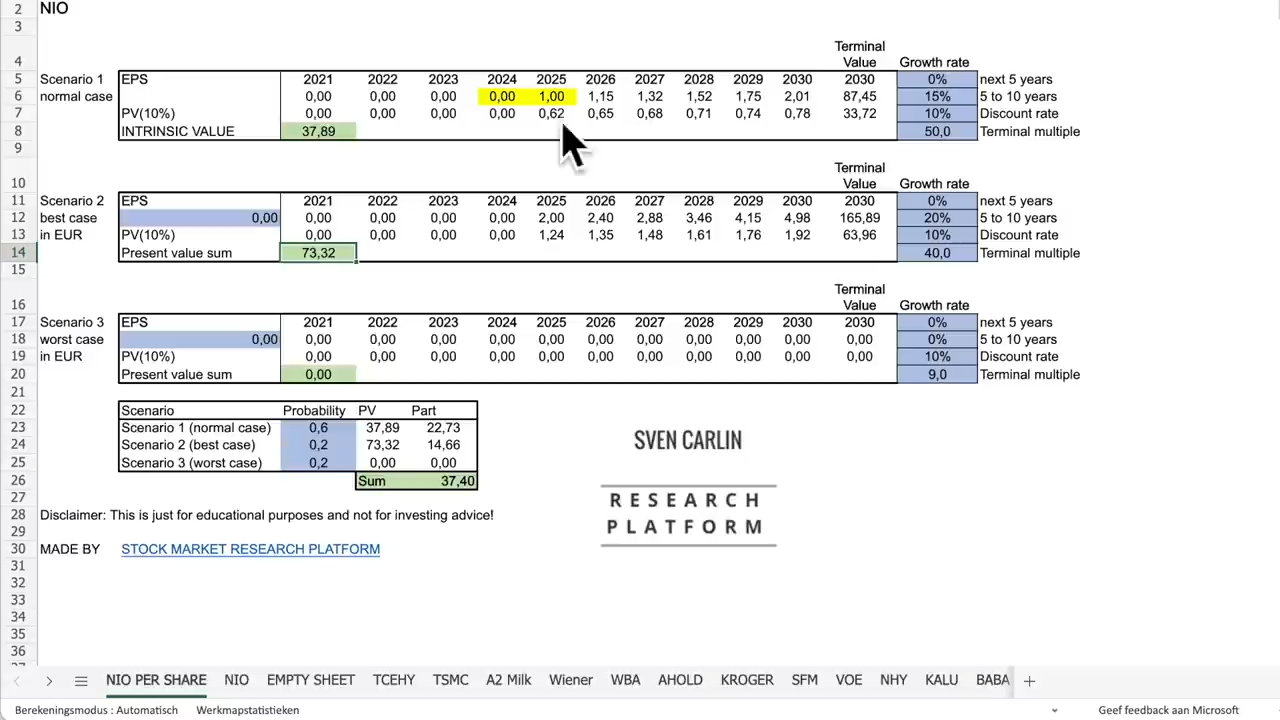 2 NIO
3
Terminal
4 Value Growth rate
5 Scenario 1 EPS 2021 2022 2023 2024 2025 2026 2027 2028 2029 2030 2030 0% next 5 years
6 normal case 0,00 0,00 0,00 0,00 1,00 1,15 1,32 1,52 1,75 2,01 87,45 15% 5 to 10 years
7 PV(10%) 0,00 0,00 0,00 0,00 0,62 0,65 0,68 0,71 0,74 0,78 33,72 10% Discount rate
8 INTRINSIC VALUE 37,89 50,0 Terminal multiple
9
Terminal
10 Value Growth rate
11 Scenario 2 EPS 2021 2022 2023 2024 2025 2026 2027 2028 2029 2030 2030 0% next 5 years
12 best case 0,00 0,00 0,00 0,00 0,00 2,00 2,40 2,88 3,46 4,15 4,98 165,89 20% 5 to 10 years
13 in EUR PV(10%) 0,00 0,00 0,00 0,00 1,24 1,35 1,48 1,61 1,76 1,92 63,96 10% Discount rate
14 Present value sum 73,32 40,0 Terminal multiple
15
Terminal
16 Value Growth rate
17 Scenario 3 EPS 2021 2022 2023 2024 2025 2026 2027 2028 2029 2030 2030 0% next 5 years
18 worst case 0,00 0,00 0,00 0,00 0,00 0,00 0,00 0,00 0,00 0,00 0,00 0,00 0% 5 to 10 years
19 in EUR PV(10%) 0,00 0,00 0,00 0,00 0,00 0,00 0,00 0,00 0,00 0,00 0,00 10% Discount rate
20 Present value sum 0,00 9,0 Terminal multiple
21
22 Scenario Probability PV Part
23 Scenario 1 (normal case) 0,6 37,89 22,73
24 Scenario 2 (best case) 0,2 73,32 14,66
25 Scenario 3 (worst case) 0,2 0,00 0,00
26 Sum 37,40
SVEN CARLIN
RESEARCH
PLATFORM
27
28 Disclaimer: This is just for educational purposes and not for investing advice!
29
30 MADE BY STOCK MARKET RESEARCH PLATFORM
31
32
33
34
35
36
NIO PER SHARE NIO EMPTY SHEET TCEHY TSMC A2 Milk Wiener WBA AHOLD KROGER SFM VOE NHY KALU BABA
Berekeningsmodus : Automatisch Werkmapstatistieken Geef feedback aan Microsoft